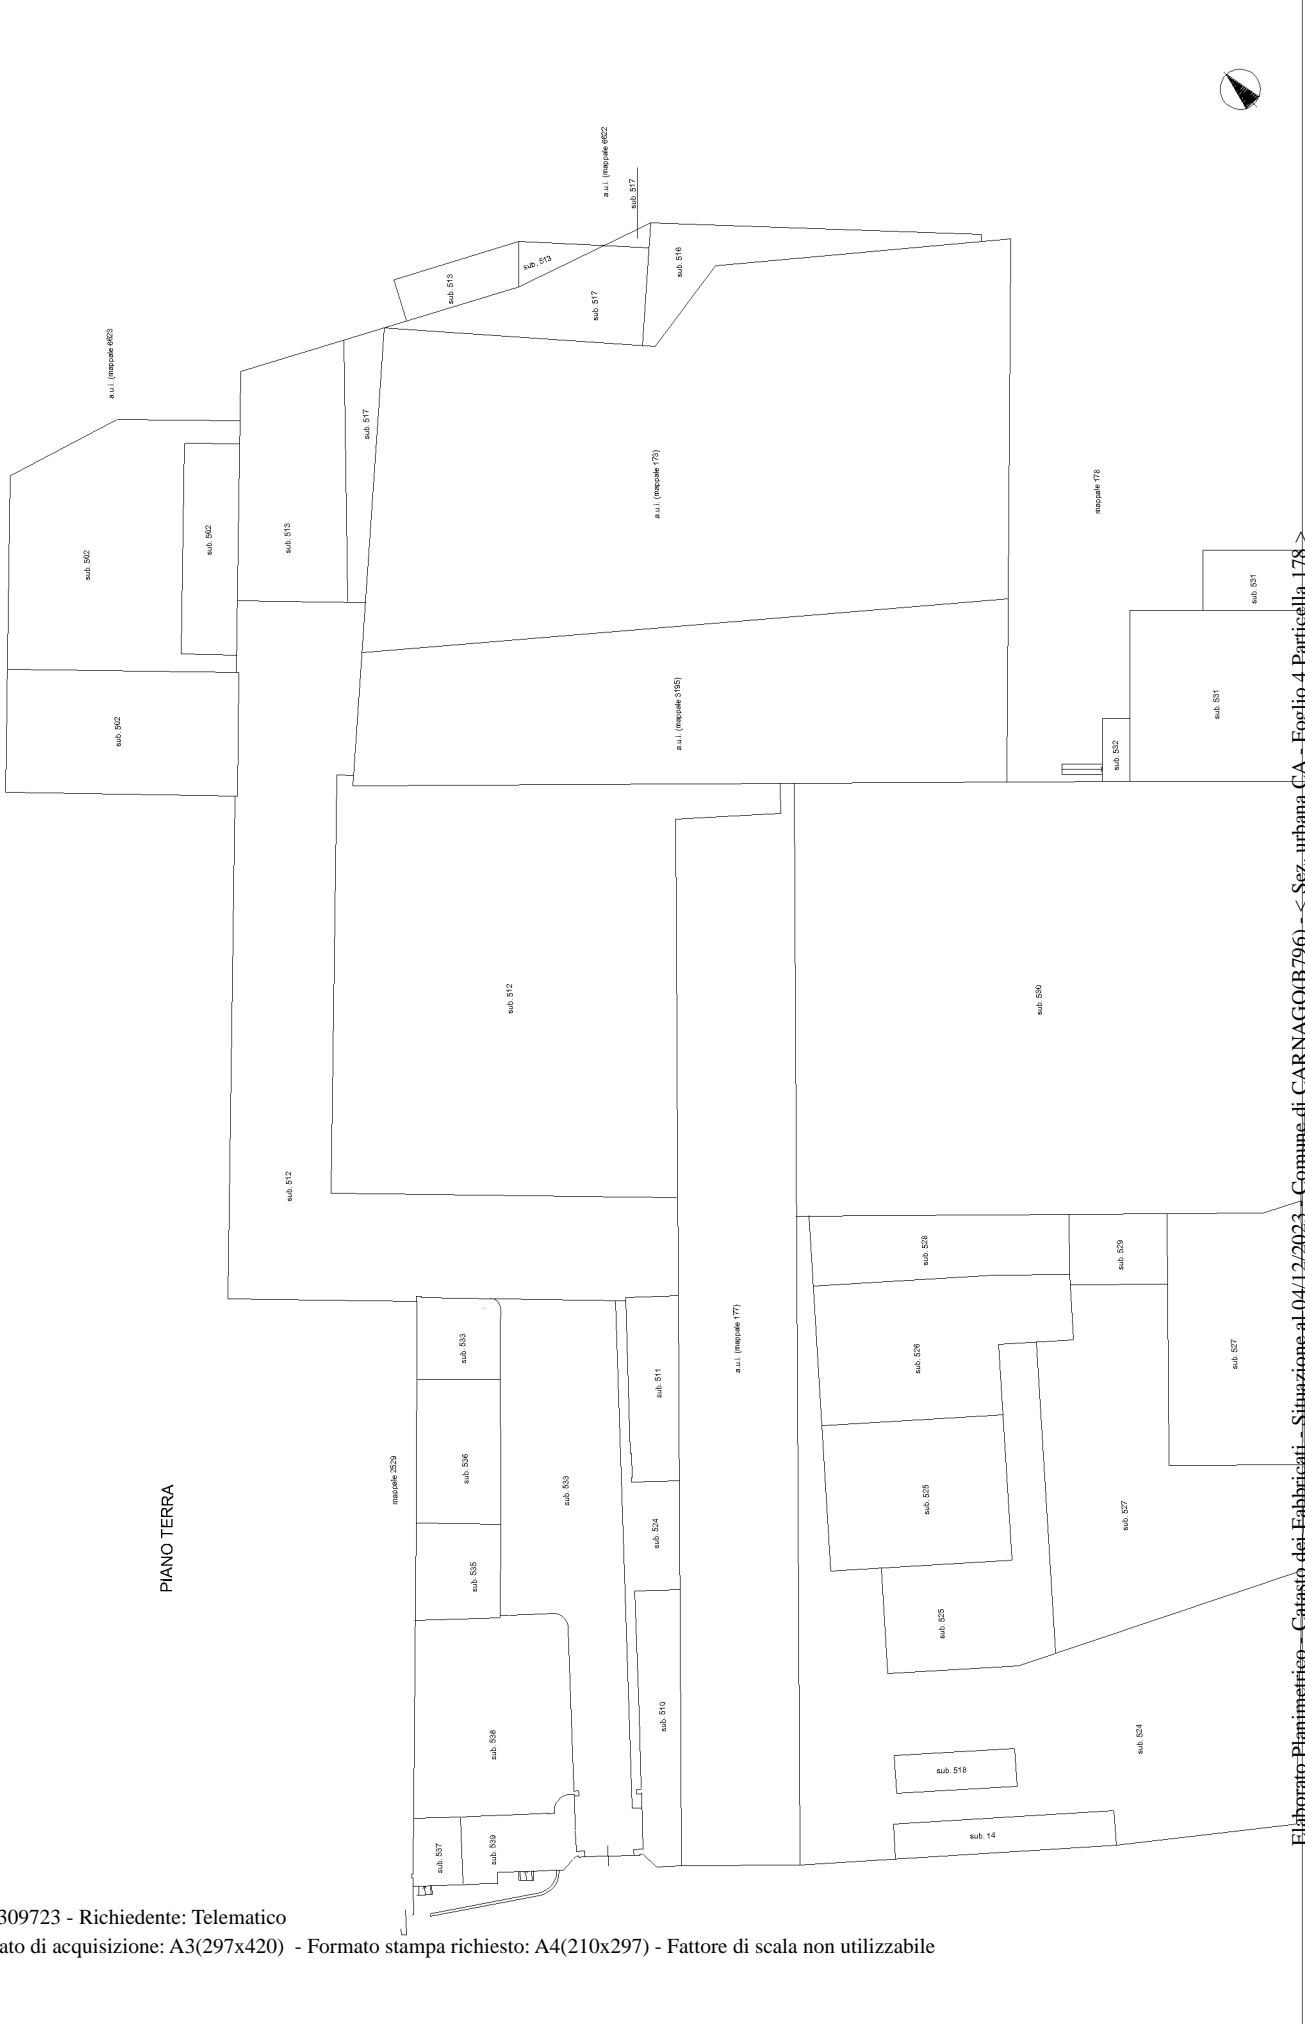 a.u.i. (mappale 6622
sub. 517
sub. 516
sub. 513
sub. 513
sub. 517
a.u.i. (mappale 6623
sub. 517
a.u.i. (mappale 173)
mappale 178
sub. 502
sub. 502
sub. 513
sub. 531
sub. 502
a.u.i. (mappale 3195)
sub. 531
sub. 532
sub. 512
sub. 530
sub. 512
sub. 528
sub. 529
sub. 533
a.u.i. (mappale 177)
sub. 526
sub. 527
sub. 511
mappale 2529
sub. 536
sub. 533
sub. 525
sub. 527
PIANO TERRA
sub. 524
sub. 535
sub. 525
sub. 510
sub. 538
sub. 524
sub. 518
sub. 14
sub. 537
sub. 539
Elaborato Planimetrico - Catasto dei Fabbricati - Situazione al 04/12/2023 - Comune di CARNAGO(B796) - < Sez. urbana CA - Foglio 4 Particella 178 >
309723 - Richiedente: Telematico
ato di acquisizione: A3(297x420) - Formato stampa richiesto: A4(210x297) - Fattore di scala non utilizzabile